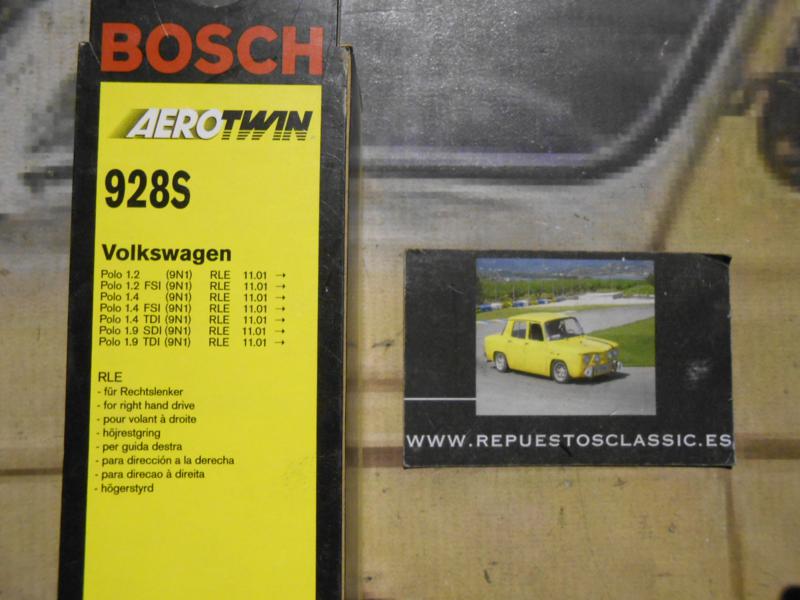 BOSCH
AEROTWIN
928S
Volkswagen
Polo 1.2 (9N1) RLE 11.01 →
Polo 1.2 FSI (9N1) RLE 11.01 →
Polo 1.4 (9N1) RLE 11.01 →
Polo 1.4 FSI (9N1) RLE 11.01 →
Polo 1.4 TDI (9N1) RLE 11.01 →
Polo 1.9 SDI (9N1) RLE 11.01 →
Polo 1.9 TDI (9N1) RLE 11.01 →
RLE
- für Rechtslenker
- for right hand drive
- pour volant à droite
- höjrestgring
- per guida destra
- para dirección a la derecha
- para direcao à direita
- högerstyrd
WWW.REPUESTOSCLASSIC.ES